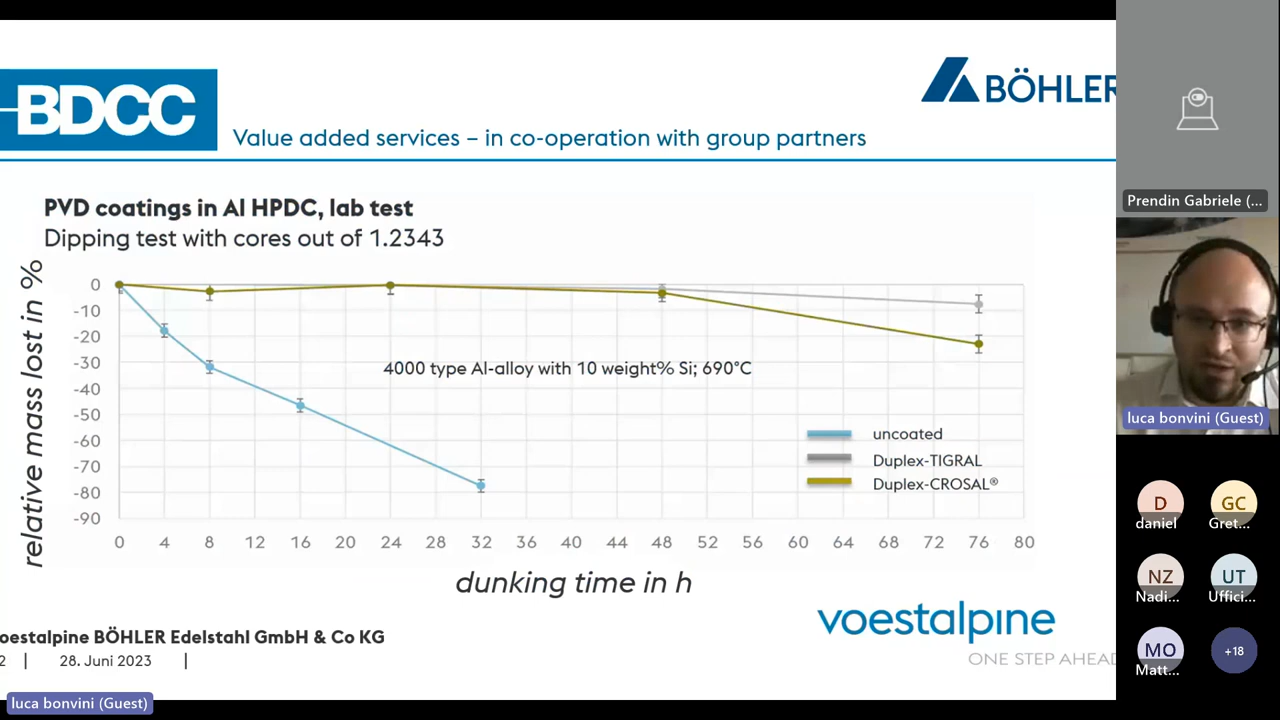 BDCC
BÖHLER
Value added services – in co-operation with group partners
PVD coatings in Al HPDC, lab test
Dipping test with cores out of 1.2343
relative mass lost in %
0
-10
-20
-30
-40
-50
-60
-70
-80
-90
4000 type Al-alloy with 10 weight% Si; 690°C
uncoated
Duplex-TIGRAL
Duplex-CROSAL®
0 4 8 12 16 20 24 28 32 36 40 44 48 52 56 60 64 68 72 76 80
dunking time in h
voestalpine
ONE STEP AHEAD
oestalpine BÖHLER Edelstahl GmbH & Co KG
2 | 28. Juni 2023 |
luca bonvini (Guest)
Prendin Gabriele (...
luca bonvini (Guest)
D GC
daniel Gret...
NZ UT
Nadi... Uffici...
MO +18
Matt...